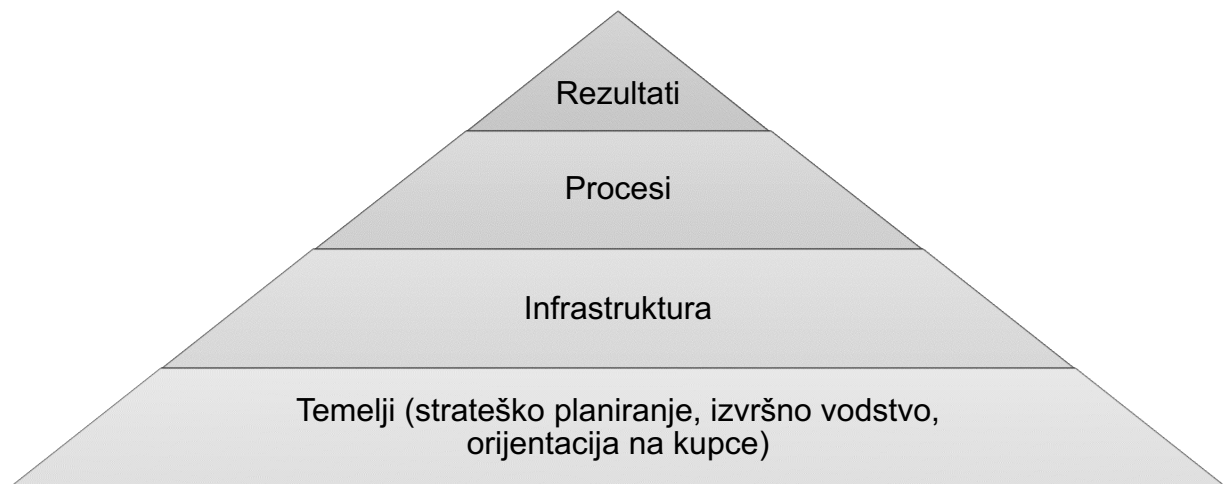 Rezultati
Procesi
Infrastruktura
Temelji (strateško planiranje, izvršno vodstvo,
orijentacija na kupce)